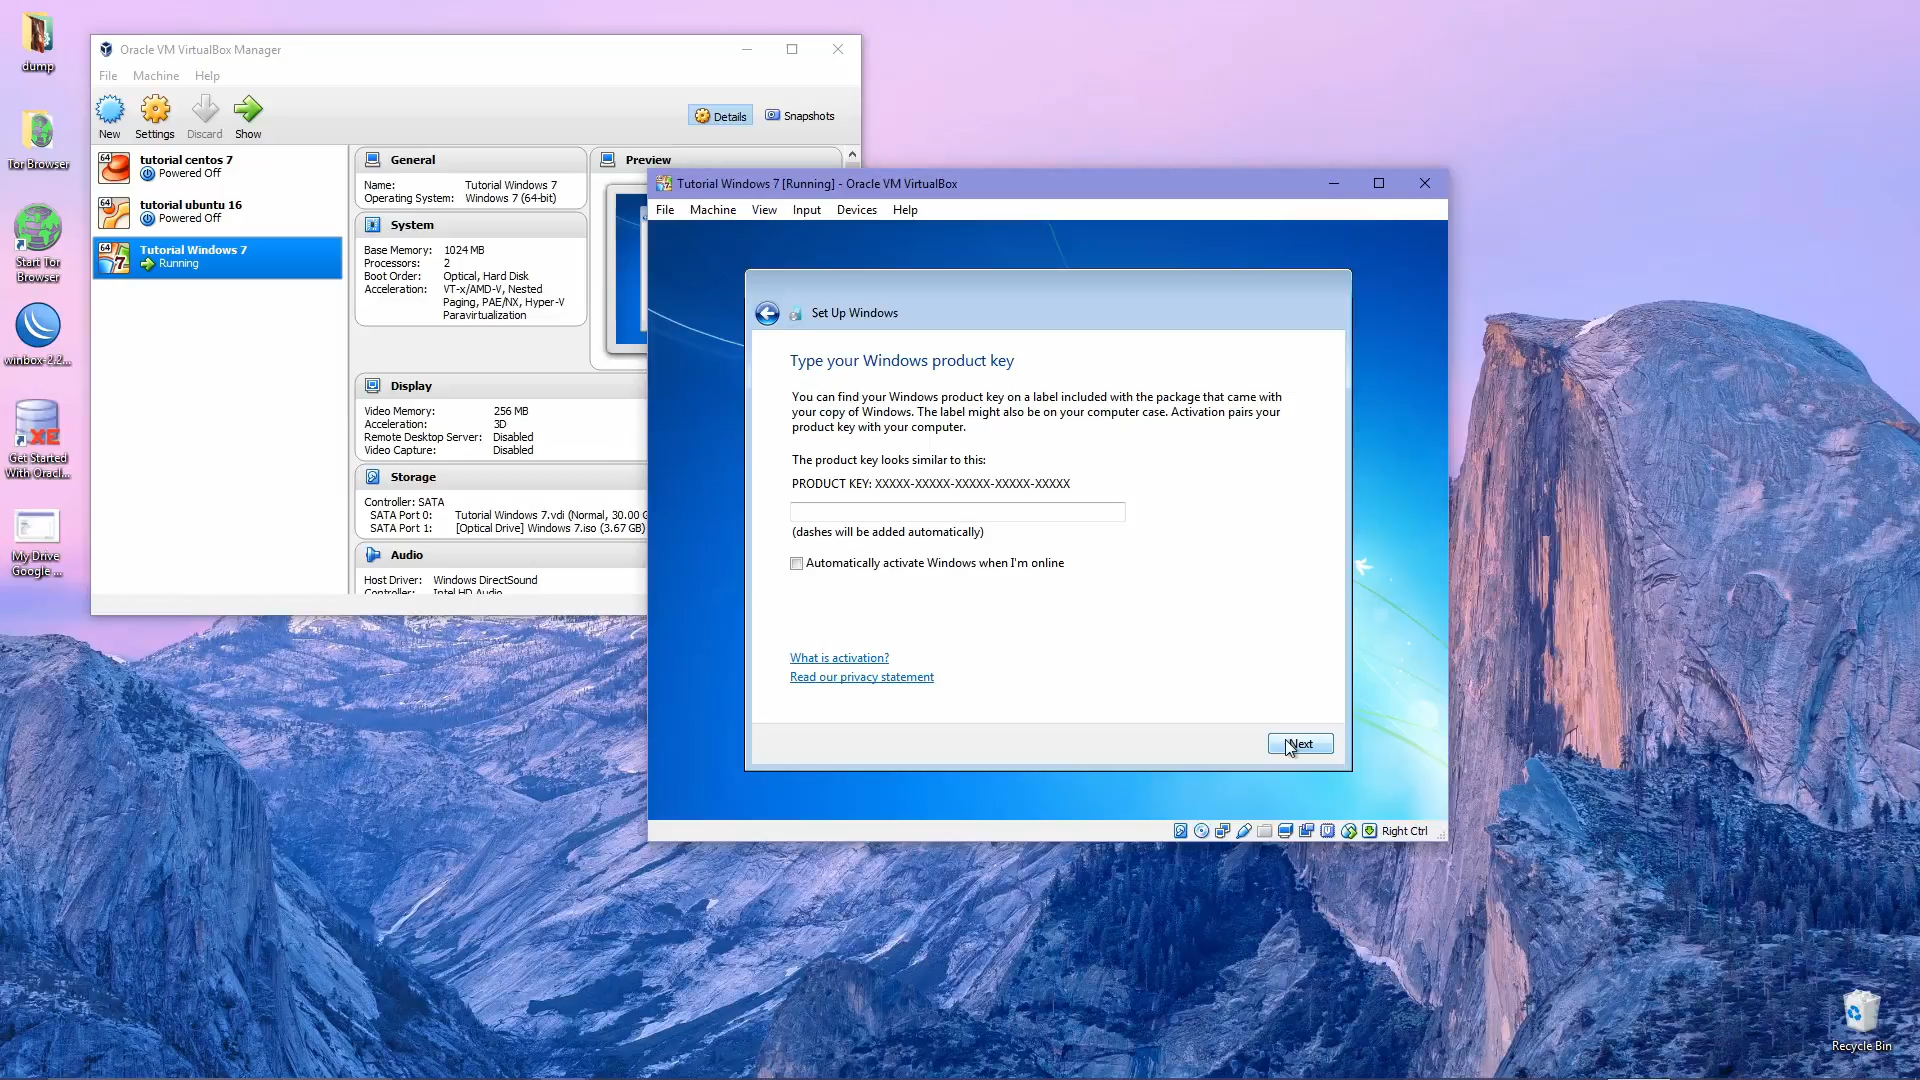 dump
Tor Browser
Start Tor
Browser
winbox-2.2...
Get Started
With Oracl...
My Drive
Google ...
Oracle VM VirtualBox Manager
File Machine Help
New Settings Discard Show
Details Snapshots
64 tutorial centos 7
Powered Off
64 tutorial ubuntu 16
Powered Off
64 Tutorial Windows 7
Running
General
Name: Tutorial Windows 7
Operating System: Windows 7 (64-bit)
System
Base Memory: 1024 MB
Processors: 2
Boot Order: Optical, Hard Disk
Acceleration: VT-x/AMD-V, Nested
Paging, PAE/NX, Hyper-V
Paravirtualization
Preview
Display
Video Memory: 256 MB
Acceleration: 3D
Remote Desktop Server: Disabled
Video Capture: Disabled
Storage
Controller: SATA
SATA Port 0: Tutorial Windows 7.vdi (Normal, 30.00 G
SATA Port 1: [Optical Drive] Windows 7.iso (3.67 GB)
Audio
Host Driver: Windows DirectSound
Controller: Intel HD Audio
Tutorial Windows 7 [Running] - Oracle VM VirtualBox
File Machine View Input Devices Help
Set Up Windows
Type your Windows product key
You can find your Windows product key on a label included with the package that came with
your copy of Windows. The label might also be on your computer case. Activation pairs your
product key with your computer.
The product key looks similar to this:
PRODUCT KEY: XXXXX-XXXXX-XXXXX-XXXXX-XXXXX
(dashes will be added automatically)
Automatically activate Windows when I'm online
What is activation?
Read our privacy statement
Next
Right Ctrl
Recycle Bin